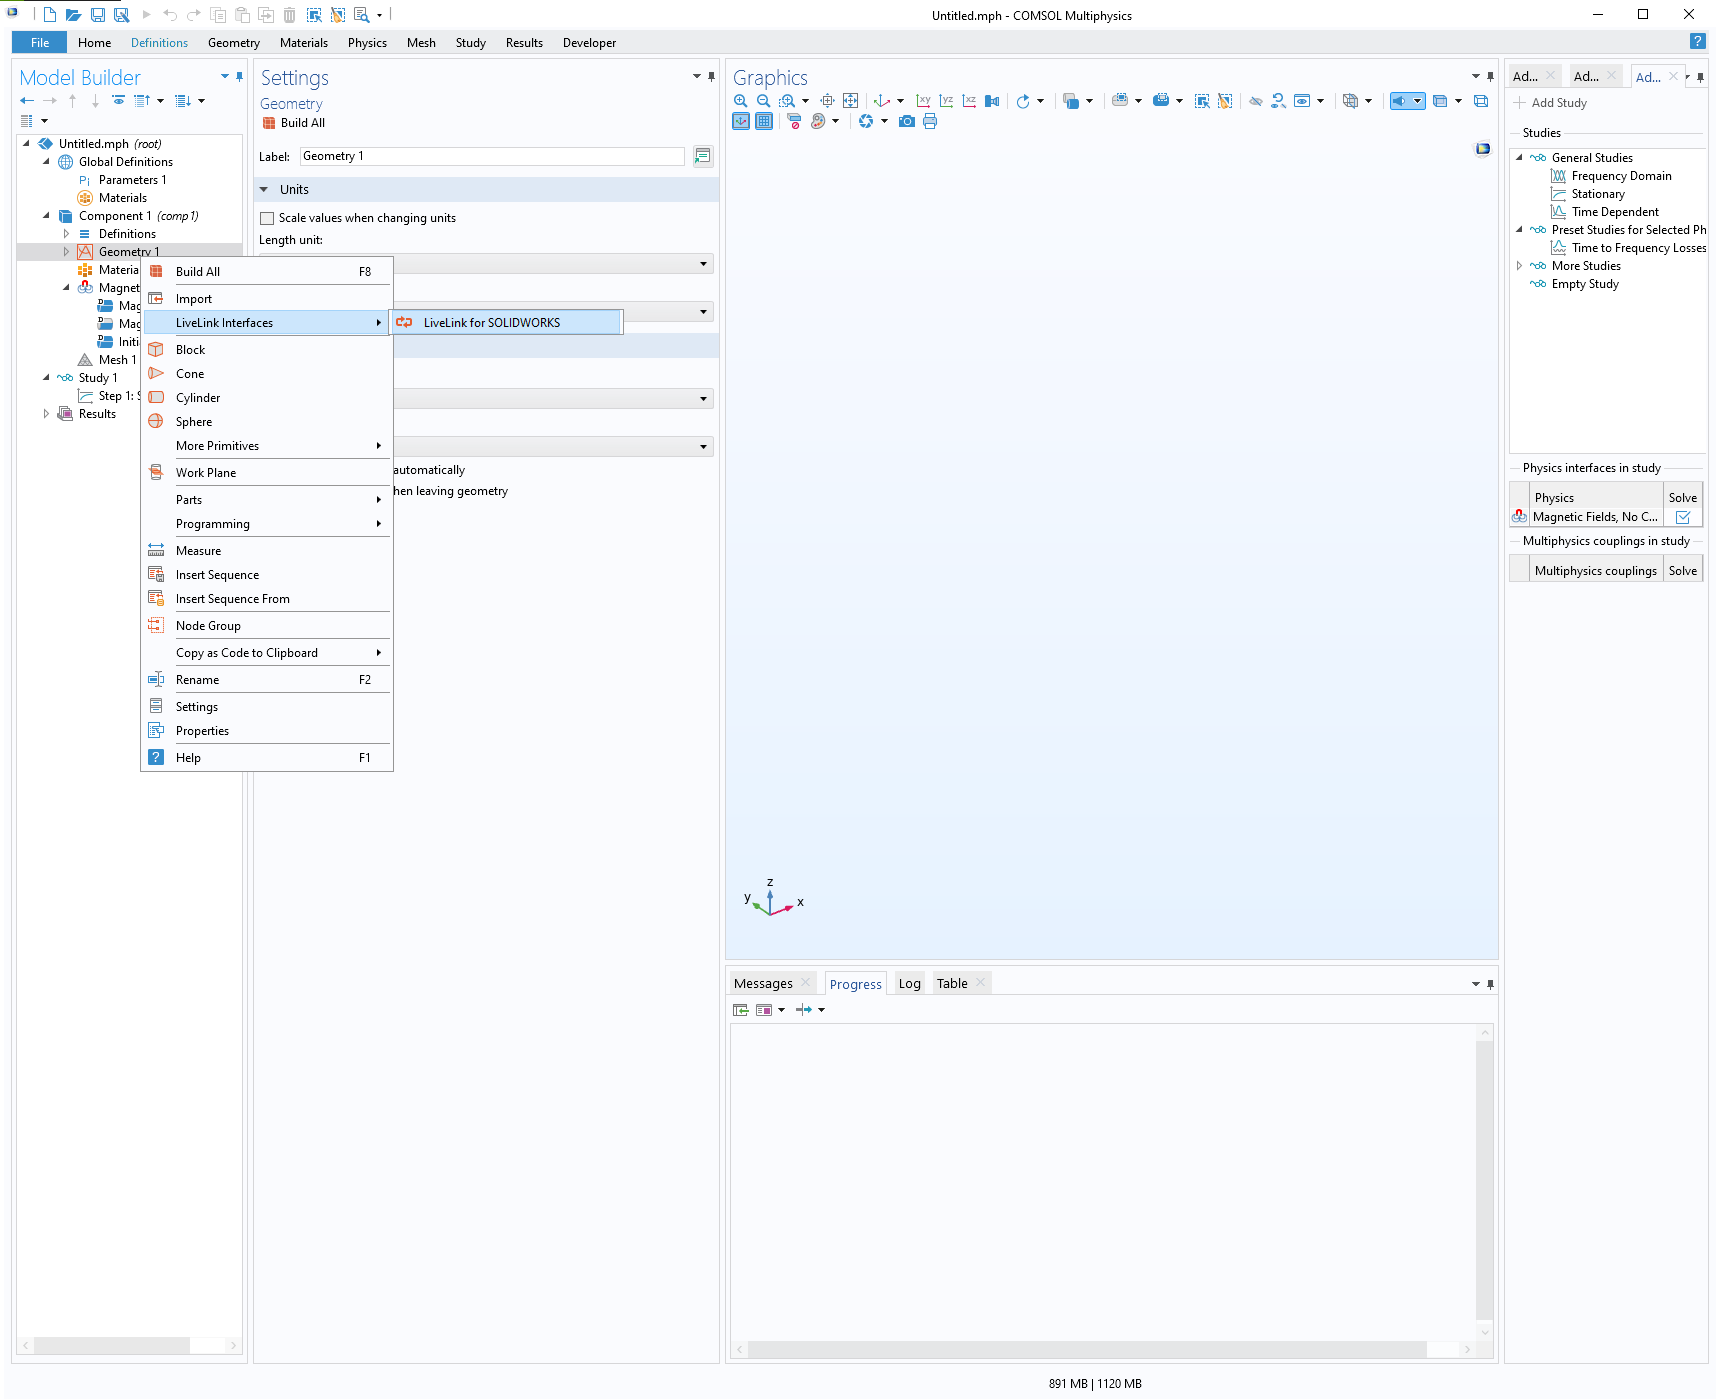 Untitled.mph - COMSOL Multiphysics
File Home Definitions Geometry Materials Physics Mesh Study Results Developer
Model Builder
Untitled.mph (root)
Global Definitions
Parameters 1
Materials
Component 1 (comp1)
Definitions
Geometry 1
Materia
Magnet
Mag
Mag
Initi
Mesh 1
Study 1
Step 1: S
Results
Build All F8
Import
LiveLink Interfaces
LiveLink for SOLIDWORKS
Block
Cone
Cylinder
Sphere
More Primitives
Work Plane
Parts
Programming
Measure
Insert Sequence
Insert Sequence From
Node Group
Copy as Code to Clipboard
Rename F2
Settings
Properties
Help F1
Settings
Geometry
Build All
Label: Geometry 1
Units
Scale values when changing units
Length unit:
automatically
hen leaving geometry
Graphics
xy yz xz
z
y
x
Messages Progress Log Table
Ad... Ad... Ad...
Add Study
Studies
General Studies
Frequency Domain
Stationary
Time Dependent
Preset Studies for Selected Ph
Time to Frequency Losses
More Studies
Empty Study
Physics interfaces in study
Physics Solve
Magnetic Fields, No C...
Multiphysics couplings in study
Multiphysics couplings Solve
891 MB | 1120 MB